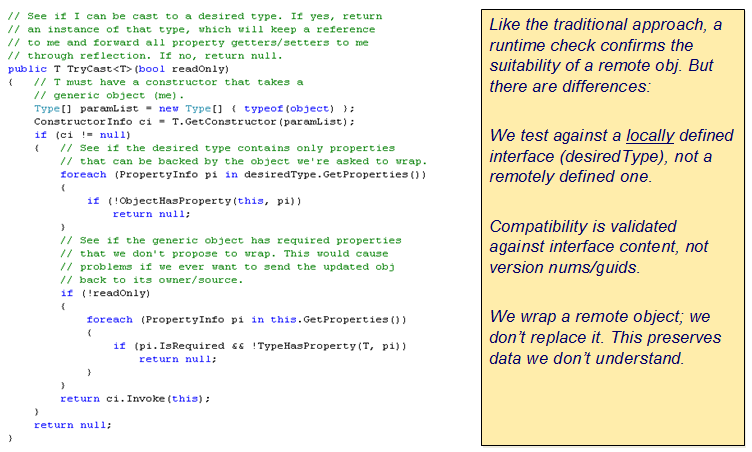 // See if I can be cast to a desired type. If yes, return
// an instance of that type, which will keep a reference
// to me and forward all property getters/setters to me
// through reflection. If no, return null.
public T TryCast<T>(bool readOnly)
{   // T must have a constructor that takes a
    // generic object (me).
    Type[] paramList = new Type[] { typeof(object) };
    ConstructorInfo ci = T.GetConstructor(paramList);
    if (ci != null)
    {   // See if the desired type contains only properties
        // that can be backed by the object we're asked to wrap.
        foreach (PropertyInfo pi in desiredType.GetProperties())
        {
            if (!ObjectHasProperty(this, pi))
                return null;
        }
        // See if the generic object has required properties
        // that we don't propose to wrap. This would cause
        // problems if we ever want to send the updated obj
        // back to its owner/source.
        if (!readOnly)
        {
            foreach (PropertyInfo pi in this.GetProperties())
            {
                if (pi.IsRequired && !TypeHasProperty(T, pi))
                    return null;
            }
        }
        return ci.Invoke(this);
    }
    return null;
}
Like the traditional approach, a
runtime check confirms the
suitability of a remote obj. But
there are differences:
We test against a locally defined
interface (desiredType), not a
remotely defined one.
Compatibility is validated
against interface content, not
version nums/guids.
We wrap a remote object; we
don't replace it. This preserves
data we don't understand.